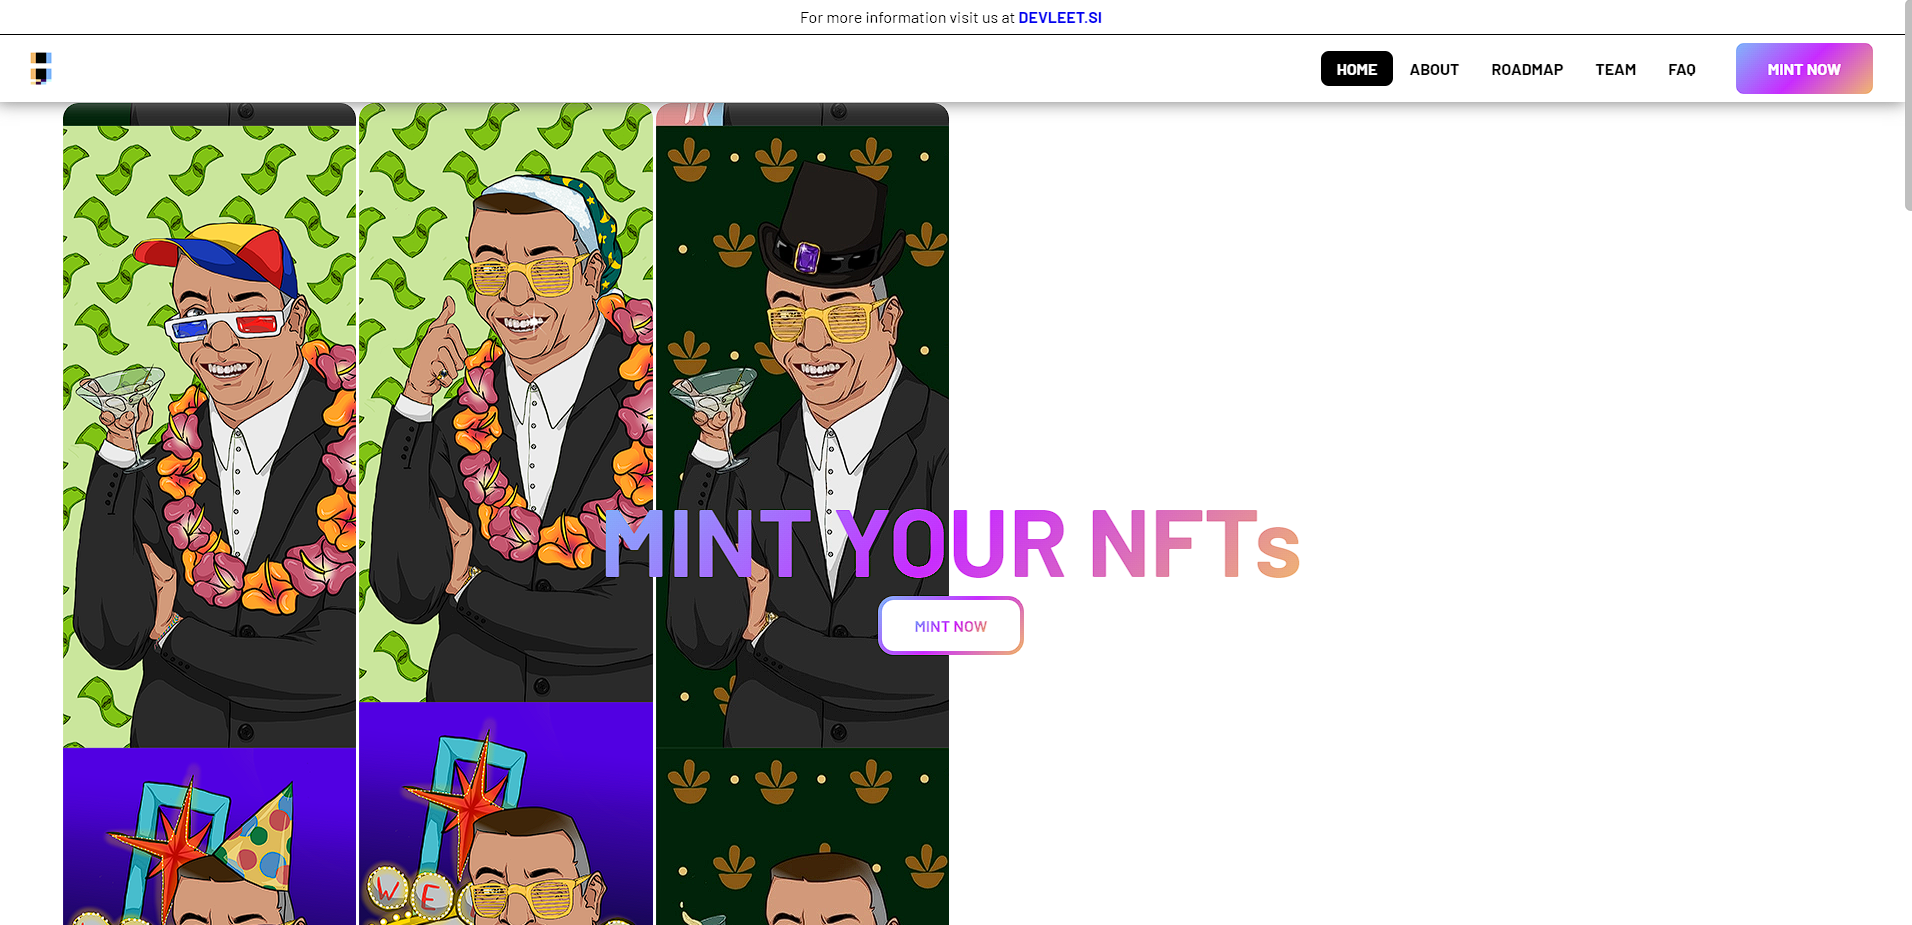 For more information visit us at DEVLEET.SI
HOME ABOUT ROADMAP TEAM FAQ MINT NOW
MINT YOUR NFTs
MINT NOW
W E